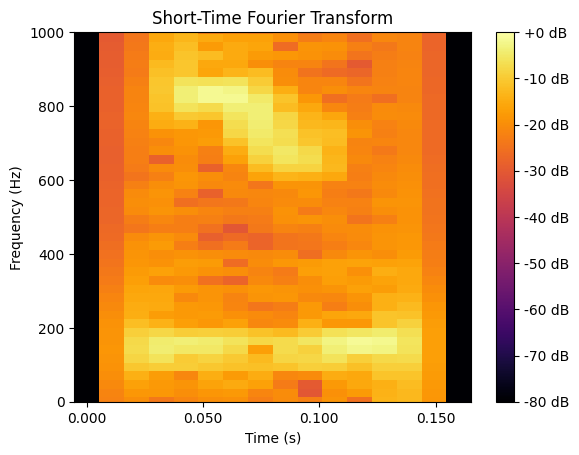 Short-Time Fourier Transform
1000
800
600
400
200
0
Frequency (Hz)
0.000
0.050
0.100
0.150
Time (s)
+0 dB
-10 dB
-20 dB
-30 dB
-40 dB
-50 dB
-60 dB
-70 dB
-80 dB